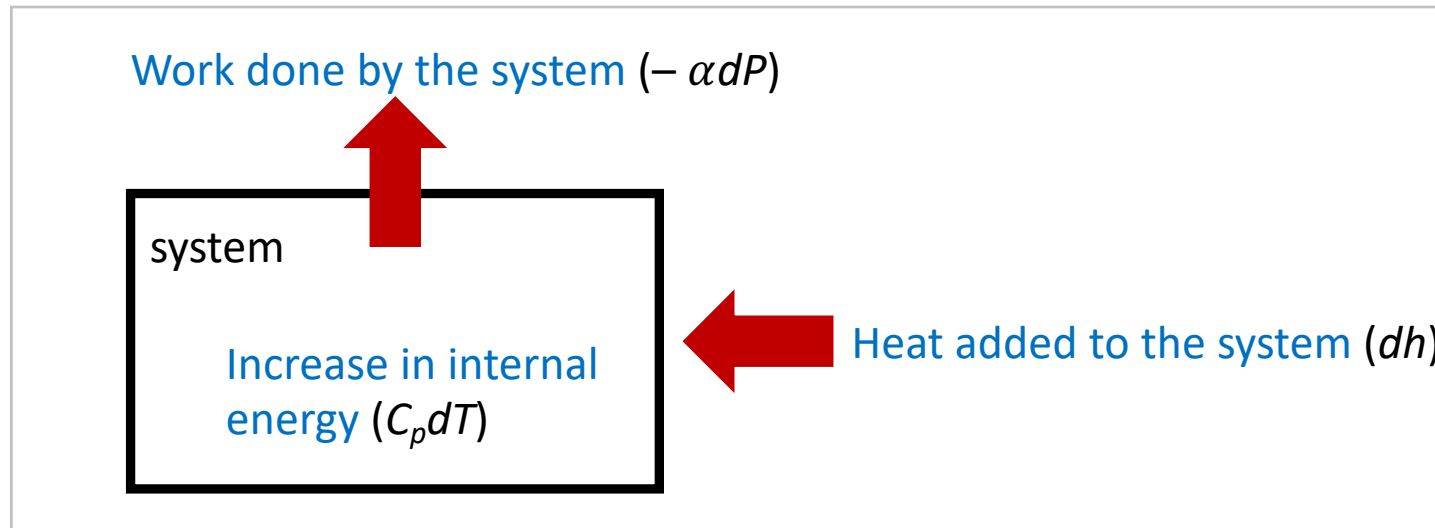 Work done by the system (– αdP)
system
Increase in internal
energy (CpdT)
Heat added to the system (dh)